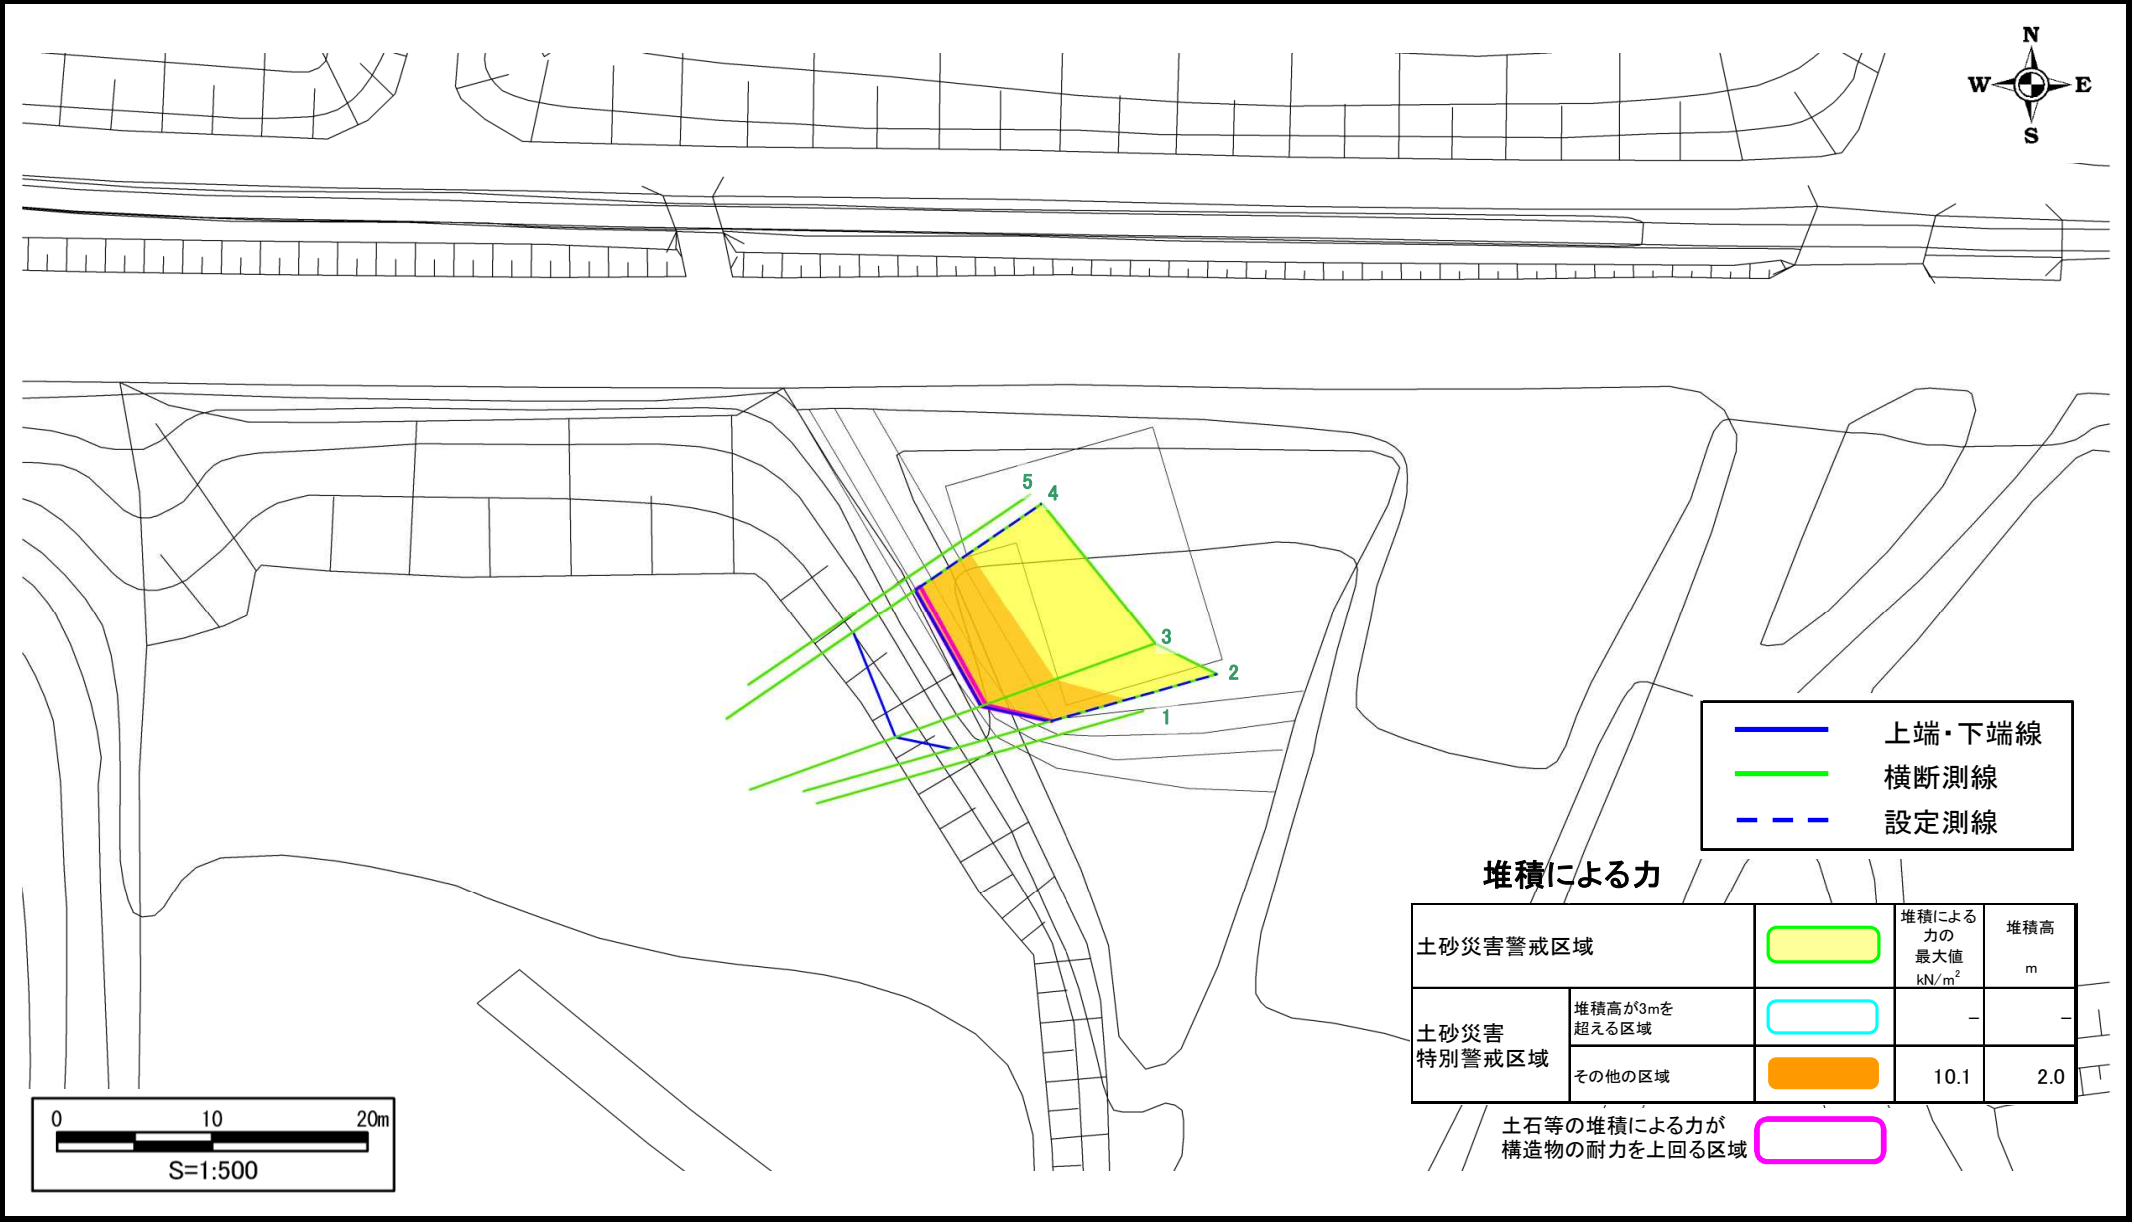 N
W E
S
5
4
3
2
1
上端・下端線
横断測線
設定測線
堆積による力
堆積による
力の
最大値
kN/m²
堆積高
m
土砂災害警戒区域
土砂災害
特別警戒区域
堆積高が3mを
超える区域
－ －
その他の区域
10.1 2.0
土石等の堆積による力が
構造物の耐力を上回る区域
0 10 20m
S=1:500